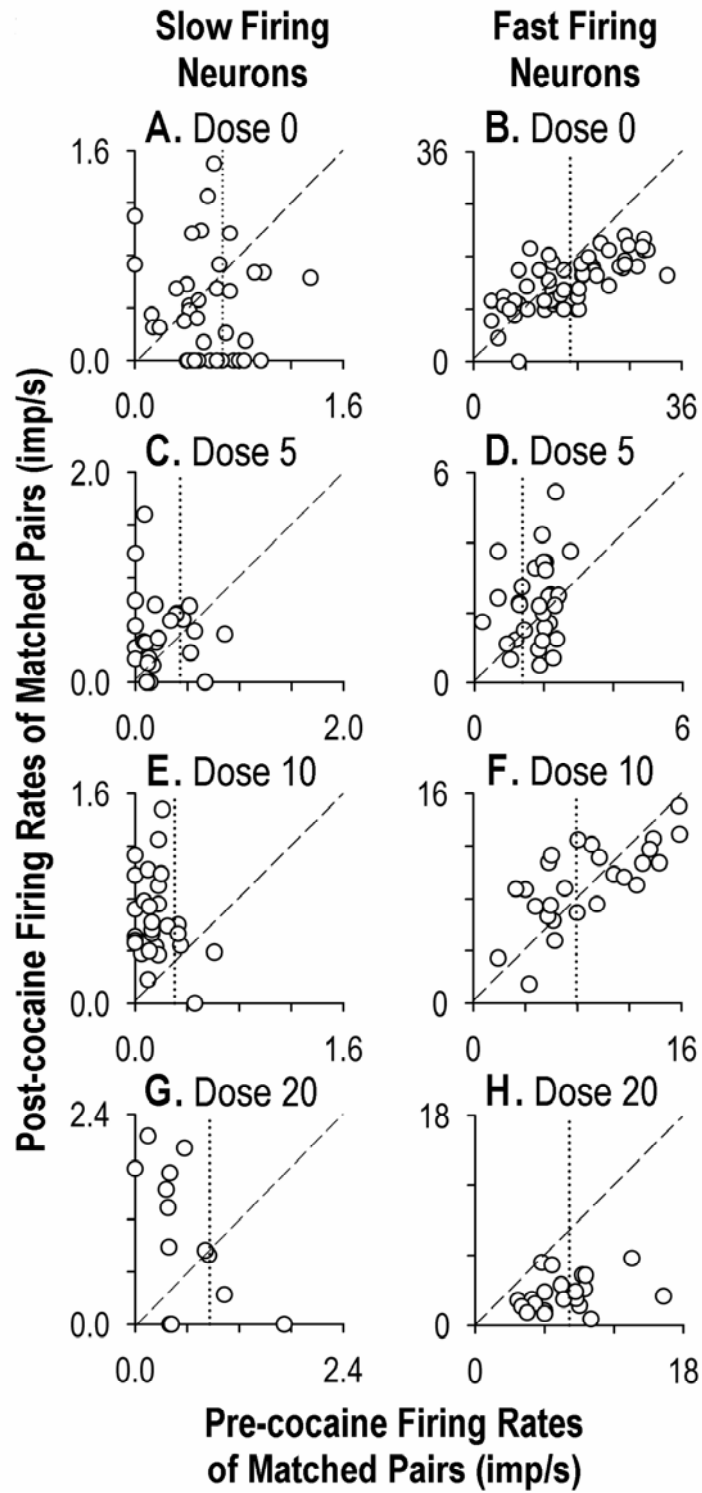 Slow Firing
Neurons
Fast Firing
Neurons
Post-cocaine Firing Rates of Matched Pairs (imp/s)
A. Dose 0
1.6
0.0
0.0
1.6
B. Dose 0
36
0
0
36
C. Dose 5
2.0
0.0
0.0
2.0
D. Dose 5
6
0
0
6
E. Dose 10
1.6
0.0
0.0
1.6
F. Dose 10
16
0
0
16
G. Dose 20
2.4
0.0
0.0
2.4
H. Dose 20
18
0
0
18
Pre-cocaine Firing Rates
of Matched Pairs (imp/s)